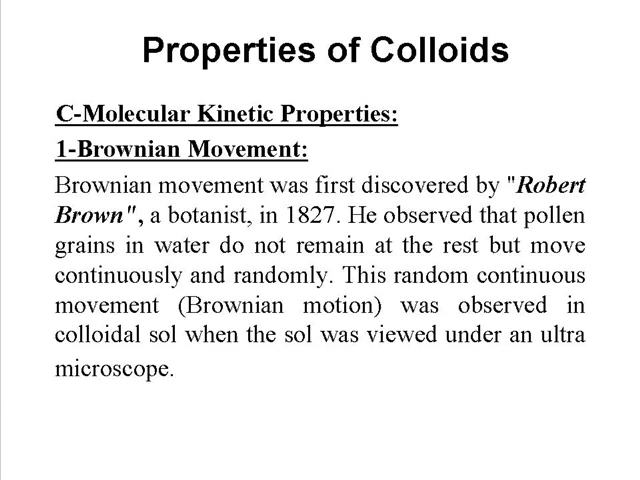 Properties of Colloids
C-Molecular Kinetic Properties:
1-Brownian Movement:
Brownian movement was first discovered by "Robert
Brown", a botanist, in 1827. He observed that pollen
grains in water do not remain at the rest but move
continuously and randomly. This random continuous
movement (Brownian motion) was observed in
colloidal sol when the sol was viewed under an ultra
microscope.